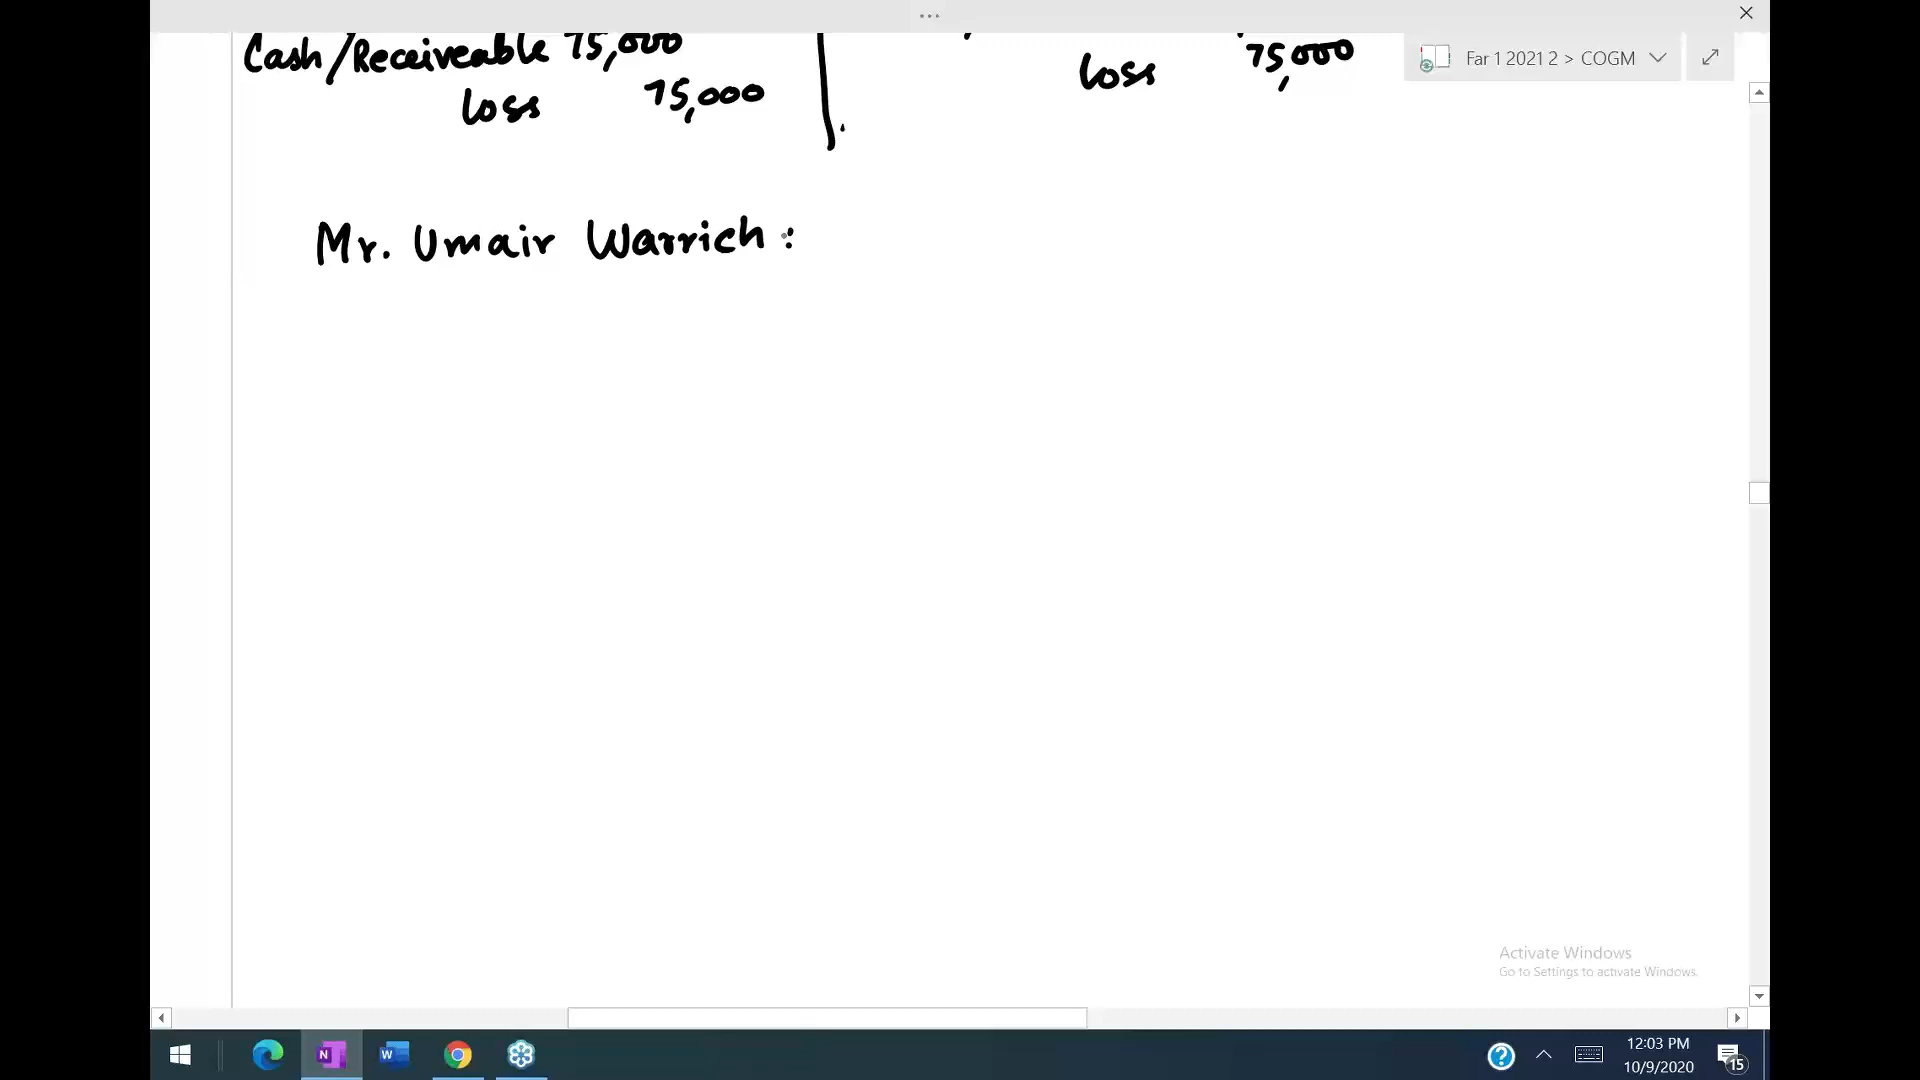 Cash/Receiveable 75,000
loss 75,000
loss 75,000
Far 1 2021 2 > COGM
Mr. Umair Warrich :
Activate Windows
Go to Settings to activate Windows.
12:03 PM
10/9/2020
15